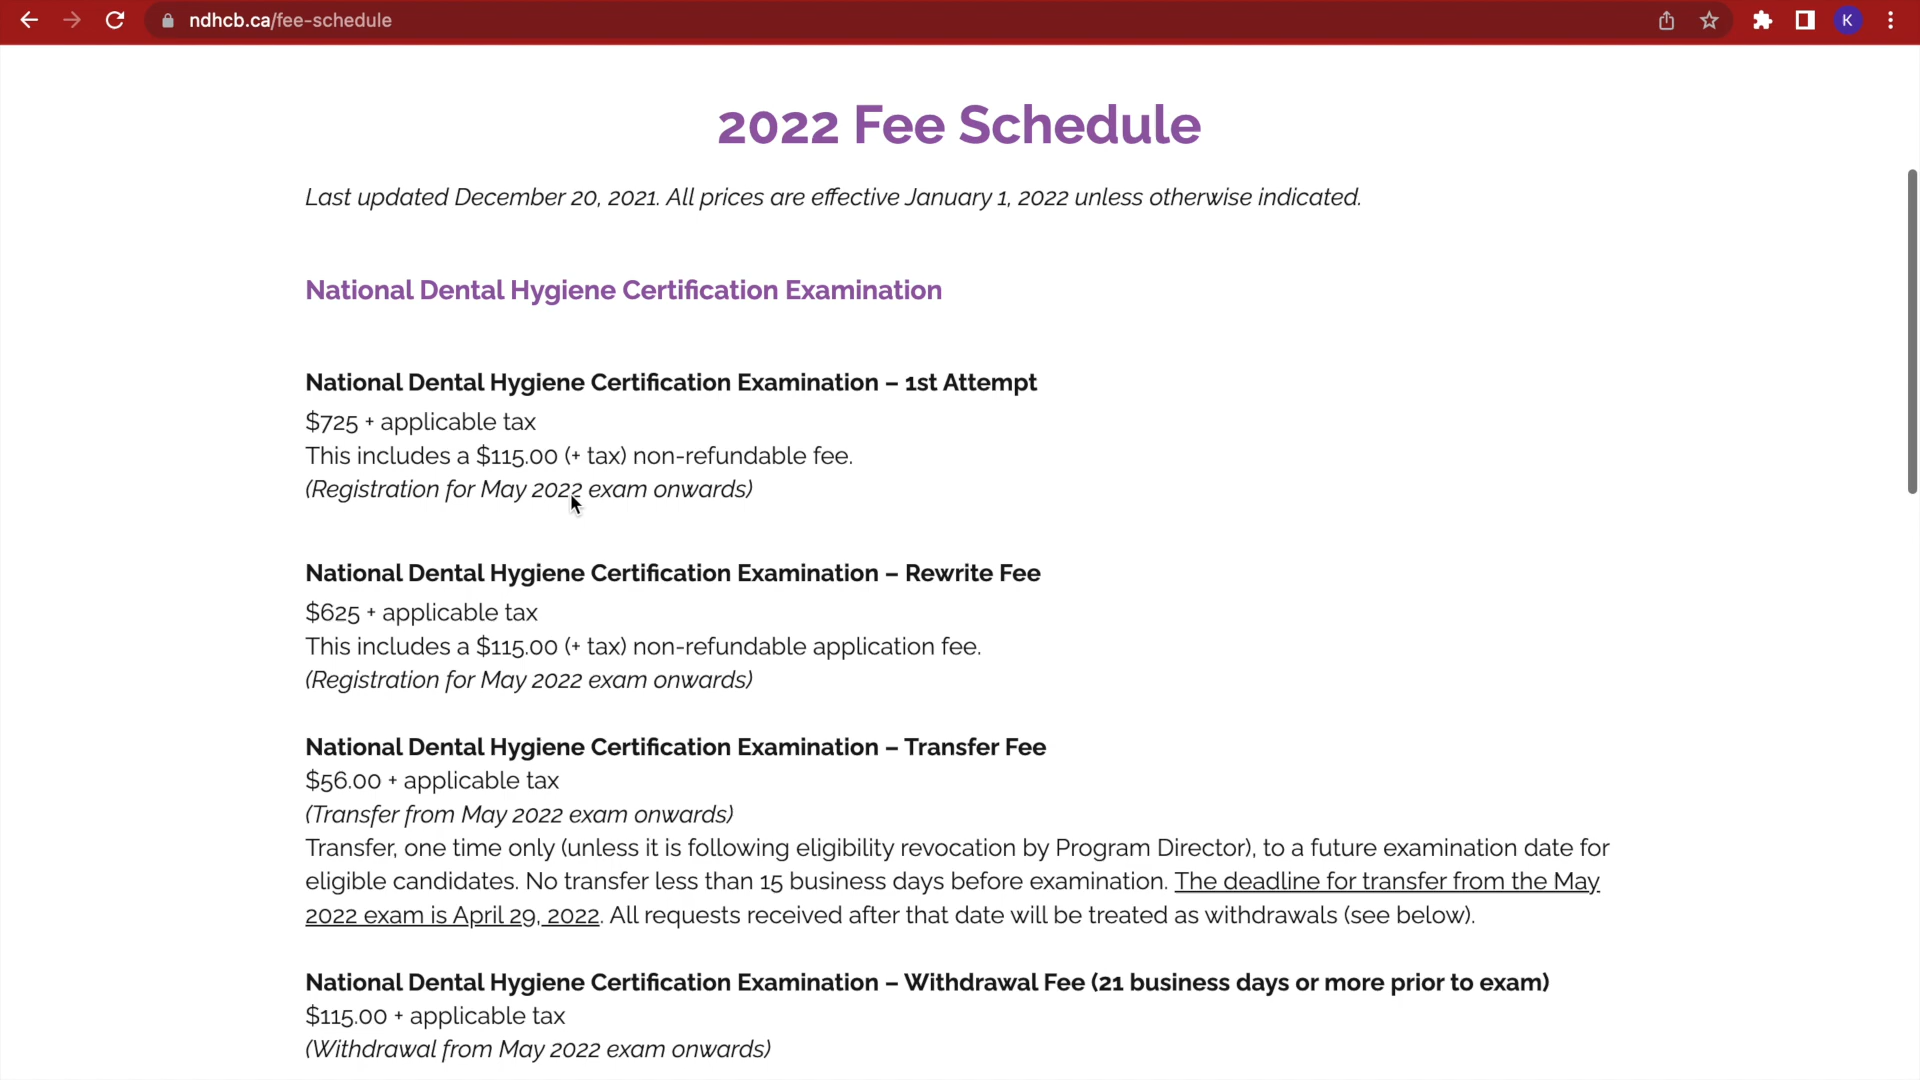 ndhcb.ca/fee-schedule
K
2022 Fee Schedule
Last updated December 20, 2021. All prices are effective January 1, 2022 unless otherwise indicated.
National Dental Hygiene Certification Examination
National Dental Hygiene Certification Examination – 1st Attempt
$725 + applicable tax
This includes a $115.00 (+ tax) non-refundable fee.
(Registration for May 2022 exam onwards)
National Dental Hygiene Certification Examination – Rewrite Fee
$625 + applicable tax
This includes a $115.00 (+ tax) non-refundable application fee.
(Registration for May 2022 exam onwards)
National Dental Hygiene Certification Examination – Transfer Fee
$56.00 + applicable tax
(Transfer from May 2022 exam onwards)
Transfer, one time only (unless it is following eligibility revocation by Program Director), to a future examination date for
eligible candidates. No transfer less than 15 business days before examination. The deadline for transfer from the May
2022 exam is April 29, 2022. All requests received after that date will be treated as withdrawals (see below).
National Dental Hygiene Certification Examination – Withdrawal Fee (21 business days or more prior to exam)
$115.00 + applicable tax
(Withdrawal from May 2022 exam onwards)